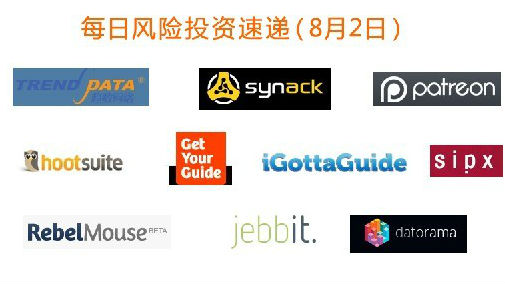 每日风险投资速递（8月2日）
TREND DATA®
synack
patreon
hootsuite
Get
Your
Guide
iGottaGuide
sipx
RebelMouse BETA
jebbit.
datorama